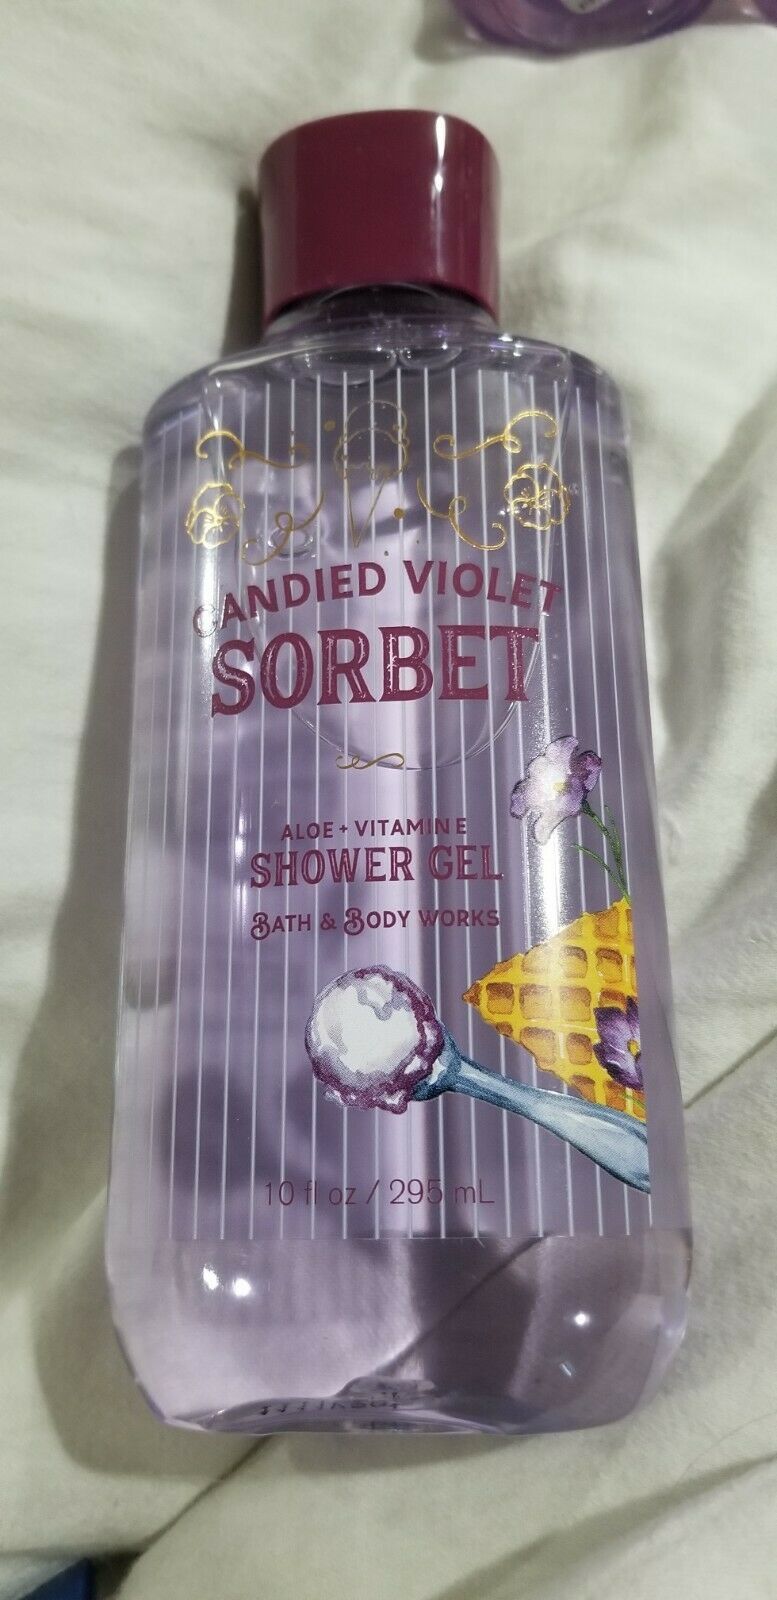 CANDIED VIOLET
SORBET
ALOE + VITAMIN E
SHOWER GEL
BATH & BODY WORKS
10 fl oz / 295 mL